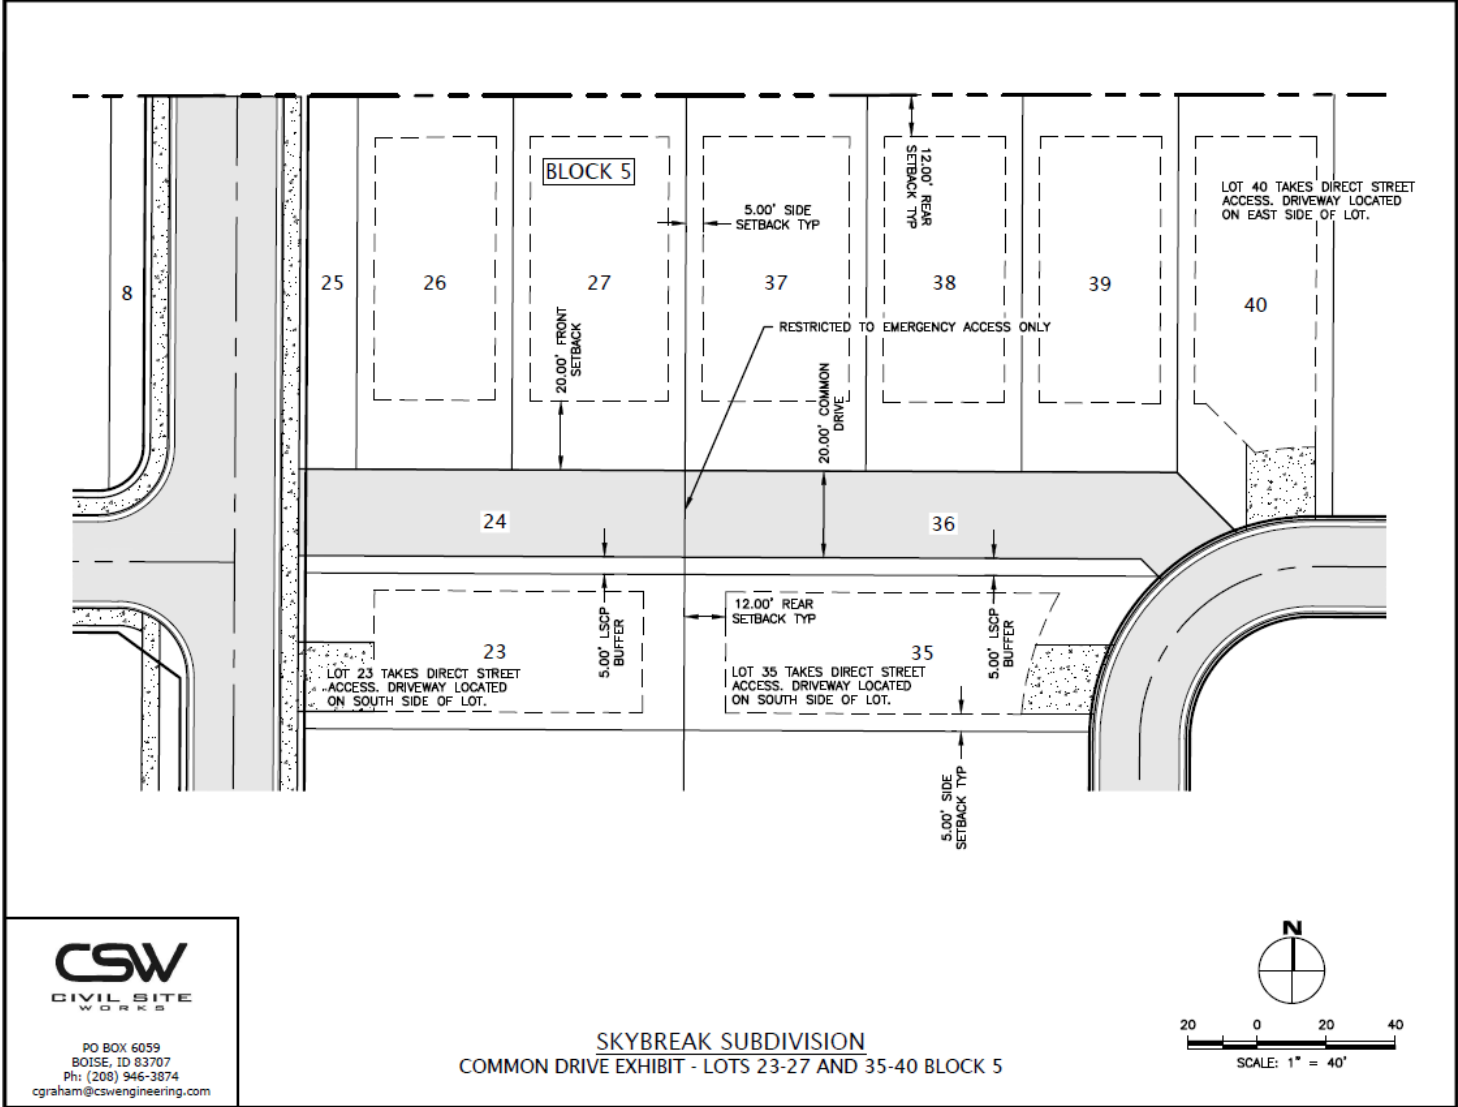 BLOCK 5
5.00' SIDE
SETBACK TYP
12.00' REAR
SETBACK TYP
LOT 40 TAKES DIRECT STREET
ACCESS. DRIVEWAY LOCATED
ON EAST SIDE OF LOT.
8
25
26
27
37
38
39
40
RESTRICTED TO EMERGENCY ACCESS ONLY
20.00' FRONT
SETBACK
20.00' COMMON
DRIVE
24
36
5.00' LSCP
BUFFER
12.00' REAR
SETBACK TYP
5.00' LSCP
BUFFER
23
LOT 23 TAKES DIRECT STREET
ACCESS. DRIVEWAY LOCATED
ON SOUTH SIDE OF LOT.
35
LOT 35 TAKES DIRECT STREET
ACCESS. DRIVEWAY LOCATED
ON SOUTH SIDE OF LOT.
5.00' SIDE
SETBACK TYP
CSW
CIVIL SITE
WORKS
PO BOX 6059
BOISE, ID 83707
Ph: (208) 946-3874
cgraham@cswengineering.com
SKYBREAK SUBDIVISION
COMMON DRIVE EXHIBIT - LOTS 23-27 AND 35-40 BLOCK 5
N
20 0 20 40
SCALE: 1" = 40'